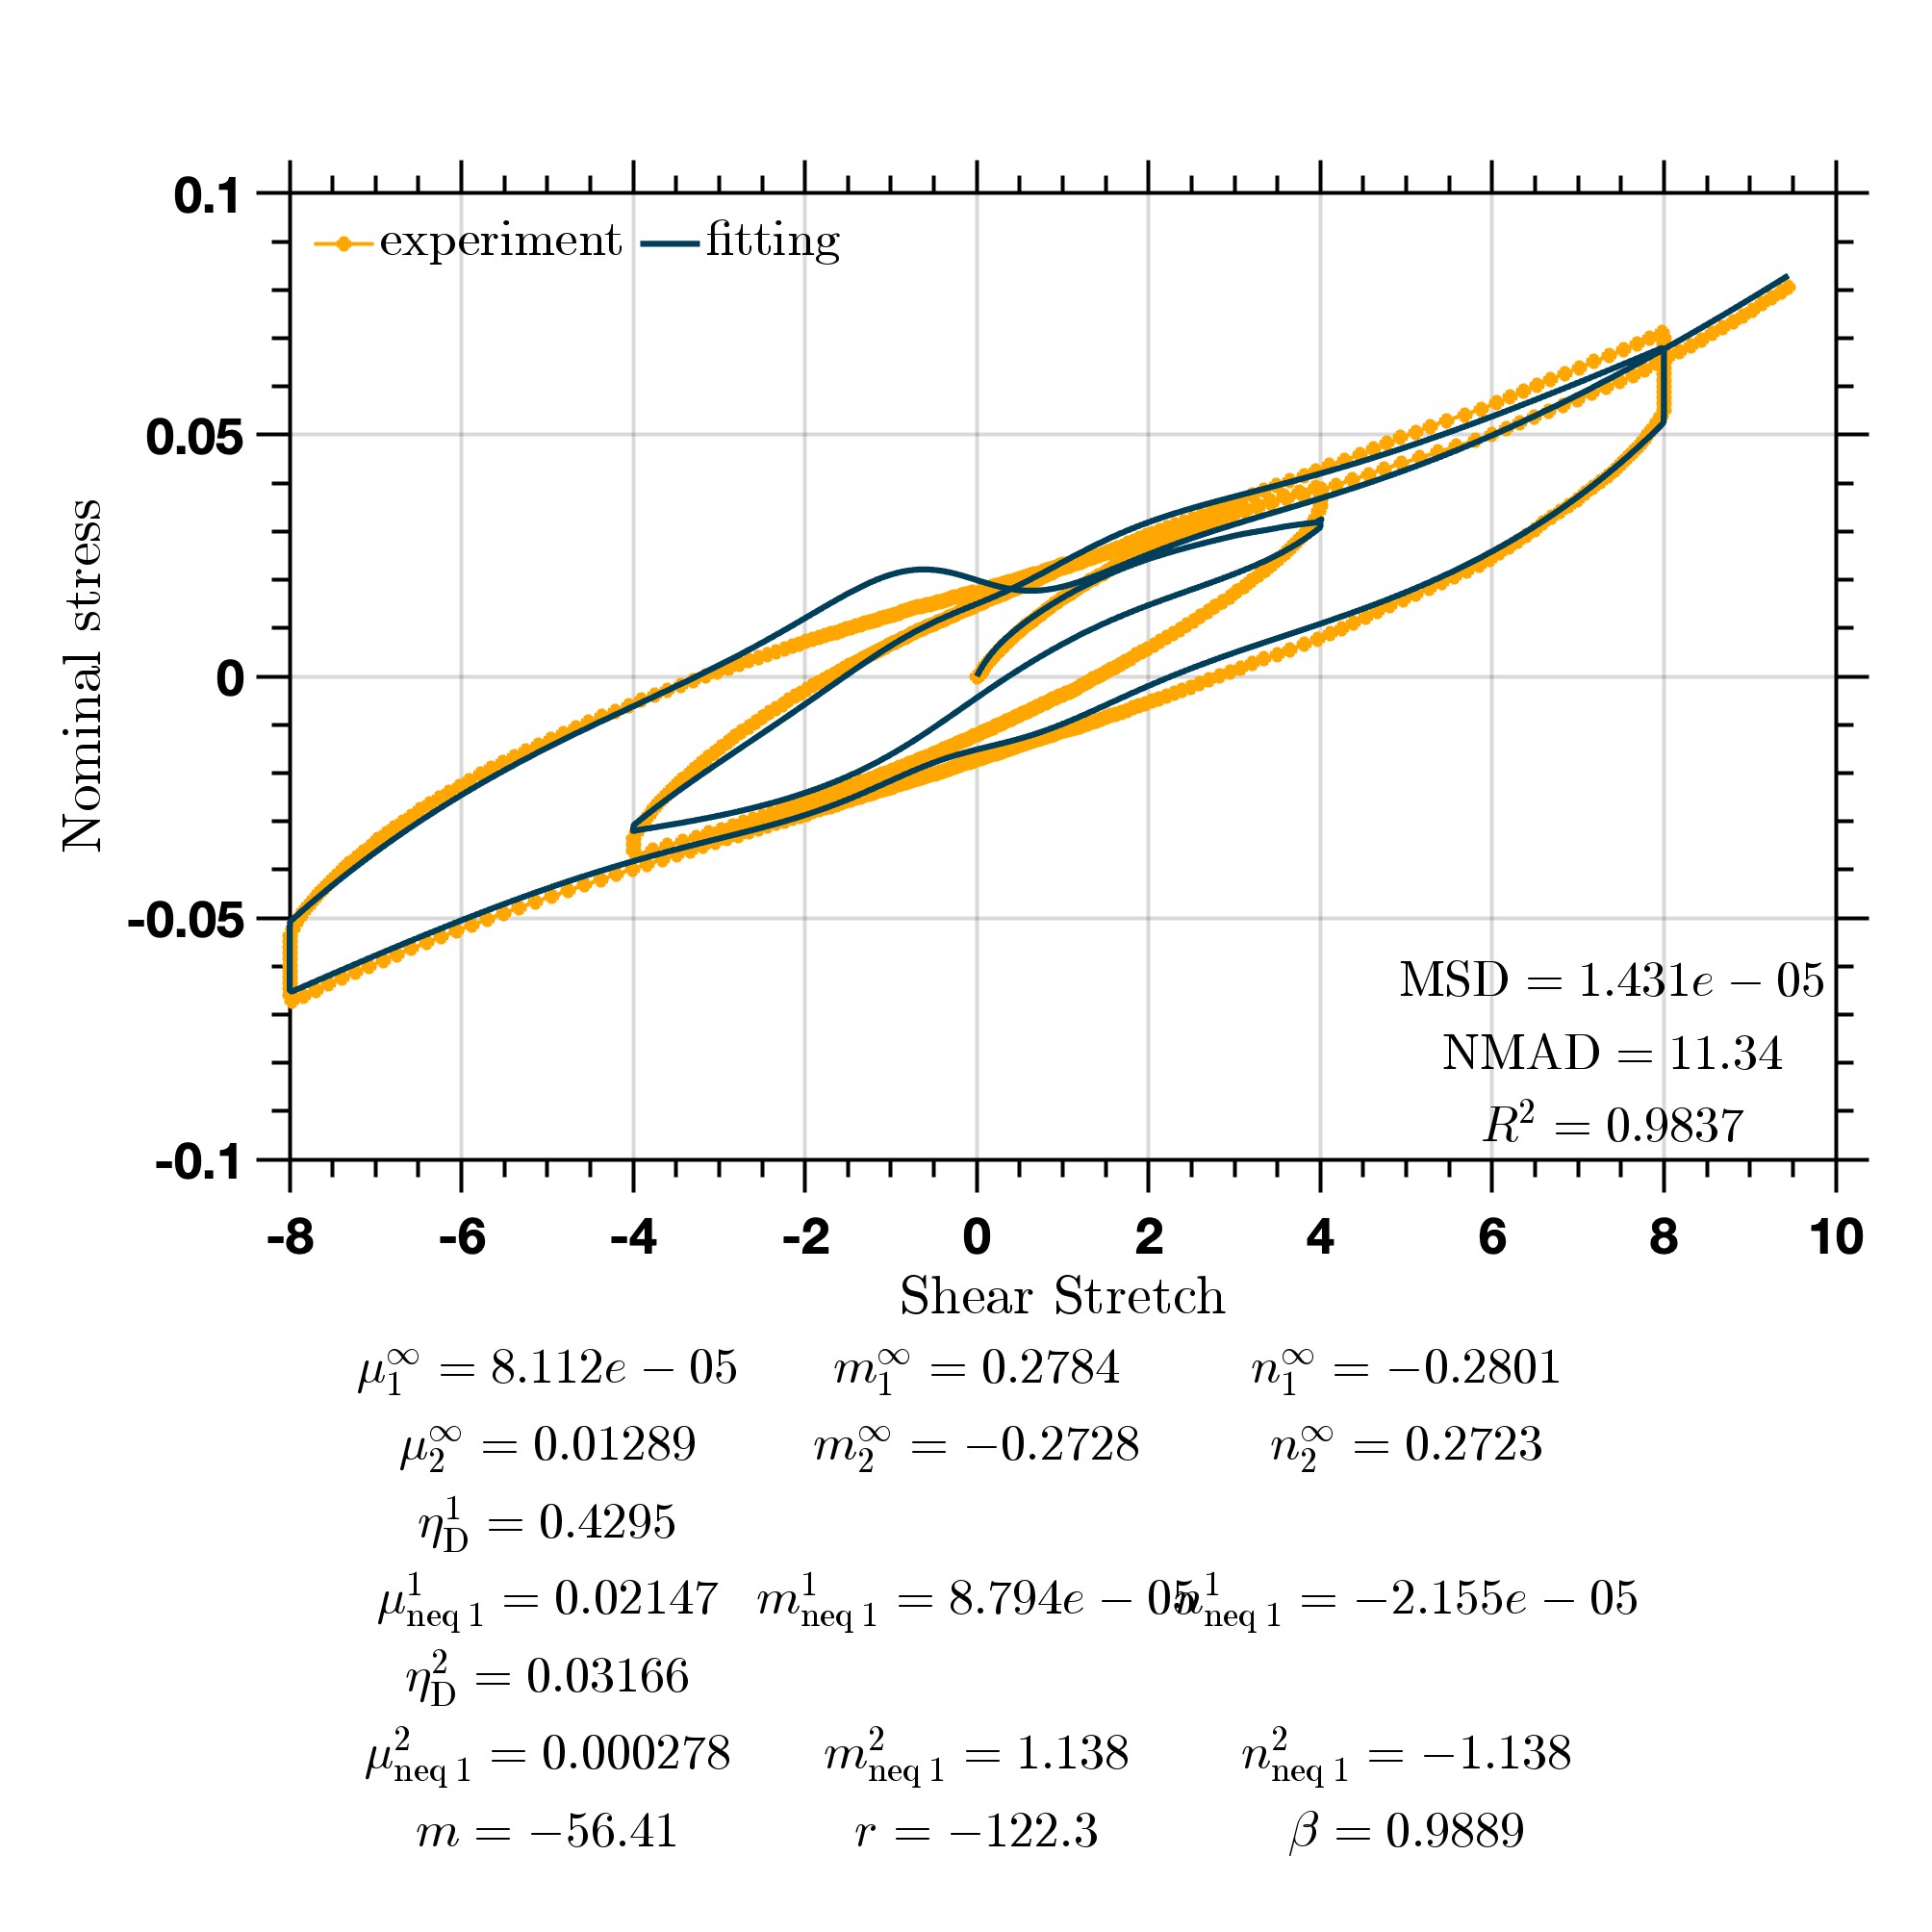 0.1
experiment fitting
0.05
0
-0.05
-0.1
Nominal stress
MSD = 1.431e − 05
NMAD = 11.34
R² = 0.9837
-8 -6 -4 -2 0 2 4 6 8 10
Shear Stretch
μ₁^∞ = 8.112e − 05 m₁^∞ = 0.2784 n₁^∞ = −0.2801
μ₂^∞ = 0.01289 m₂^∞ = −0.2728 n₂^∞ = 0.2723
η_D^1 = 0.4295
μ_neq 1^1 = 0.02147 m_neq 1^1 = 8.794e − 05 n_neq 1^1 = −2.155e − 05
η_D^2 = 0.03166
μ_neq 1^2 = 0.000278 m_neq 1^2 = 1.138 n_neq 1^2 = −1.138
m = −56.41 r = −122.3 β = 0.9889